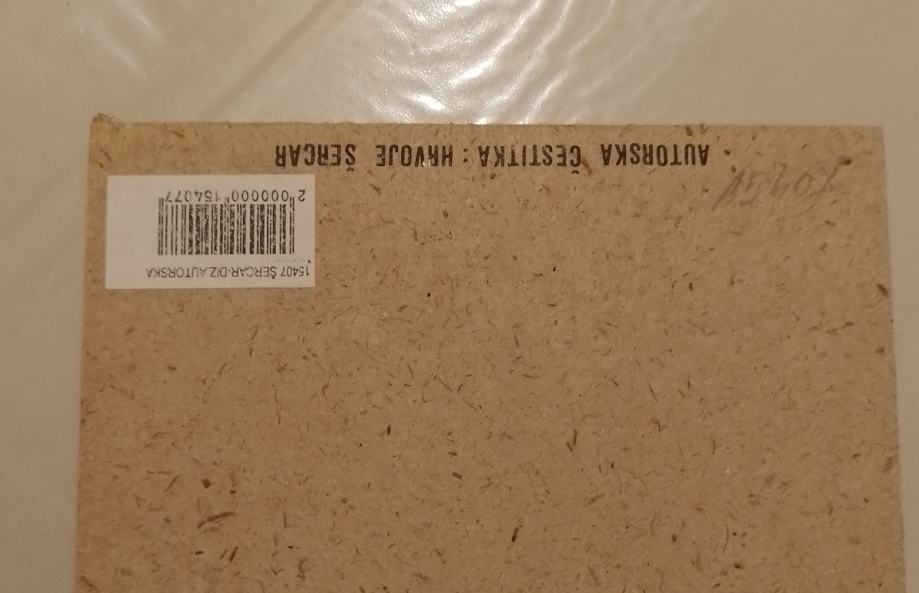 15407 ŠERCAR-DIZ.AUTORSKA
2 000000 154077
AUTORSKA ČESTITKA: HRVOJE ŠERCAR